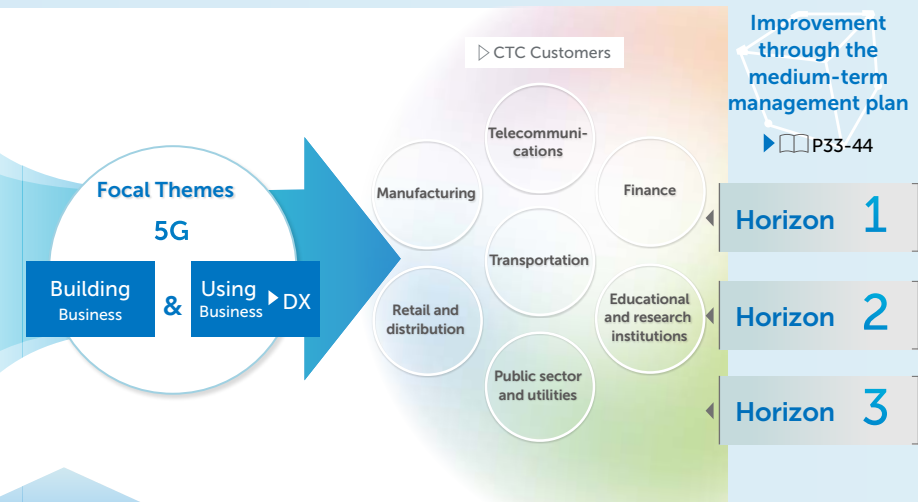 Focal Themes
5G
Building
Business
&
Using
Business
DX
CTC Customers
Telecommuni-
cations
Manufacturing
Finance
Transportation
Retail and
distribution
Educational
and research
institutions
Public sector
and utilities
Improvement
through the
medium-term
management plan
P33-44
Horizon 1
Horizon 2
Horizon 3